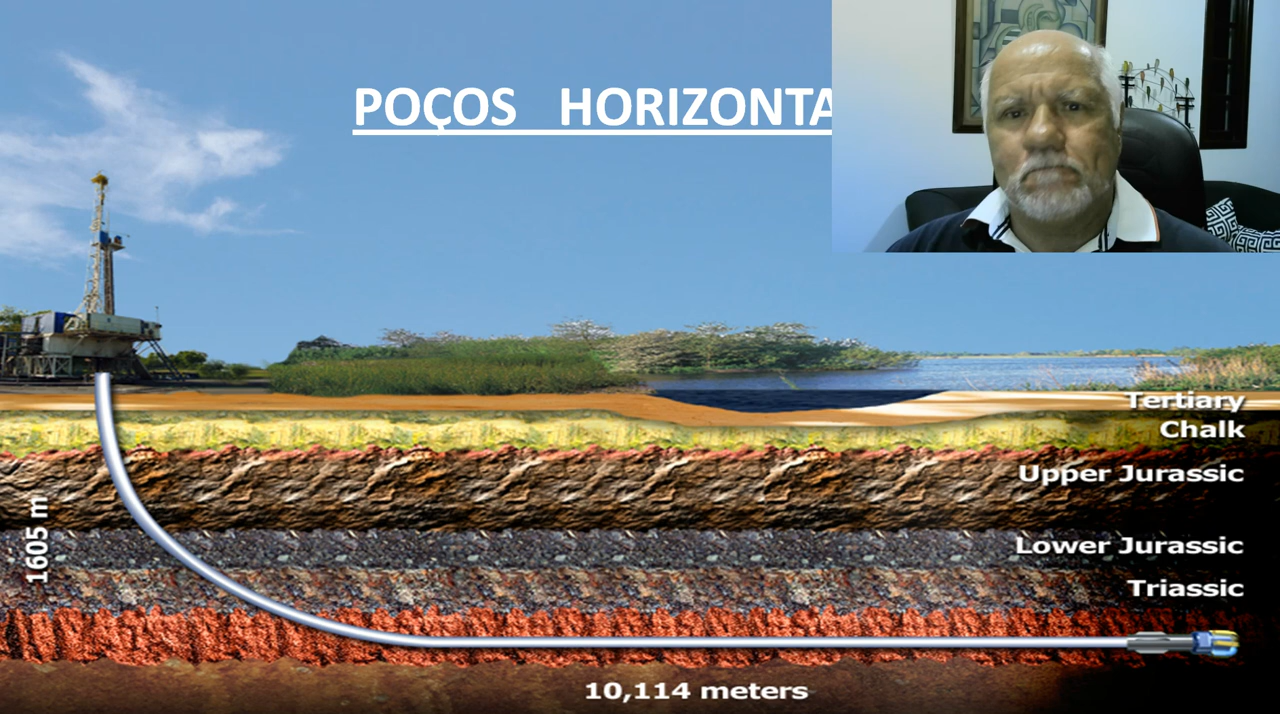 POÇOS HORIZONTA
Tertiary
Chalk
Upper Jurassic
Lower Jurassic
Triassic
1605 m
10,114 meters